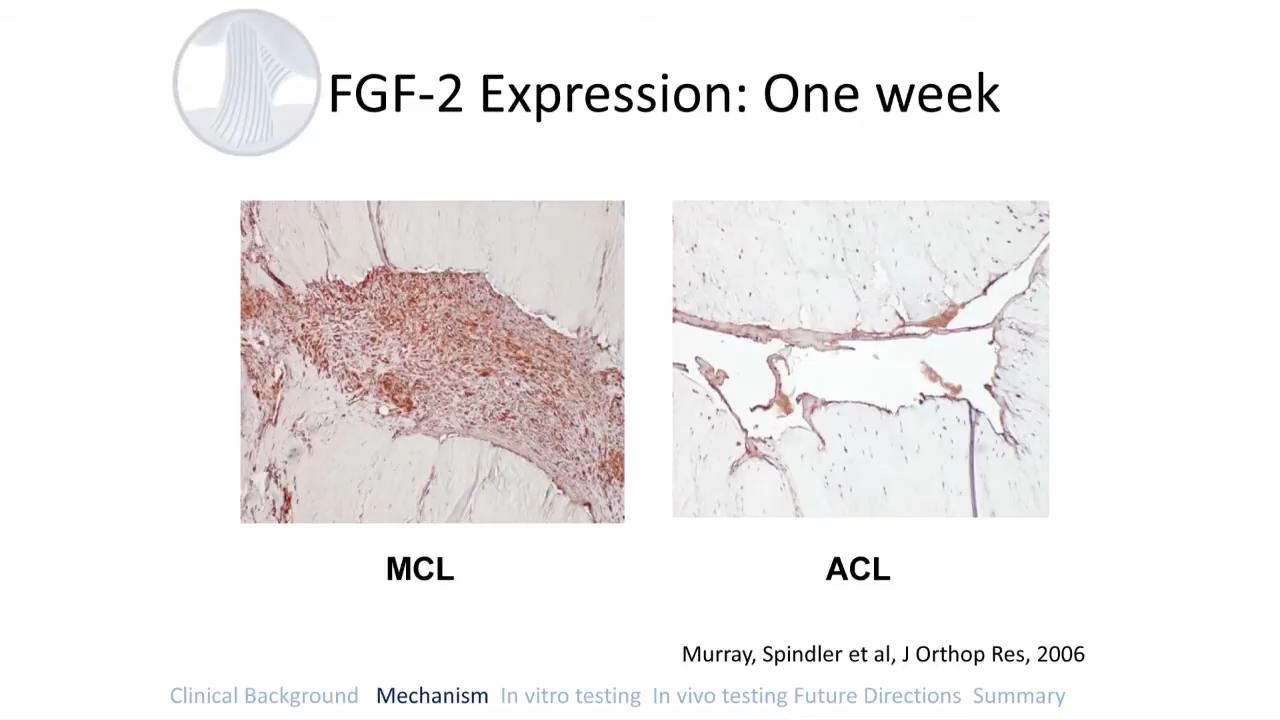 FGF-2 Expression: One week
MCL
ACL
Murray, Spindler et al, J Orthop Res, 2006
Clinical Background Mechanism In vitro testing In vivo testing Future Directions Summary